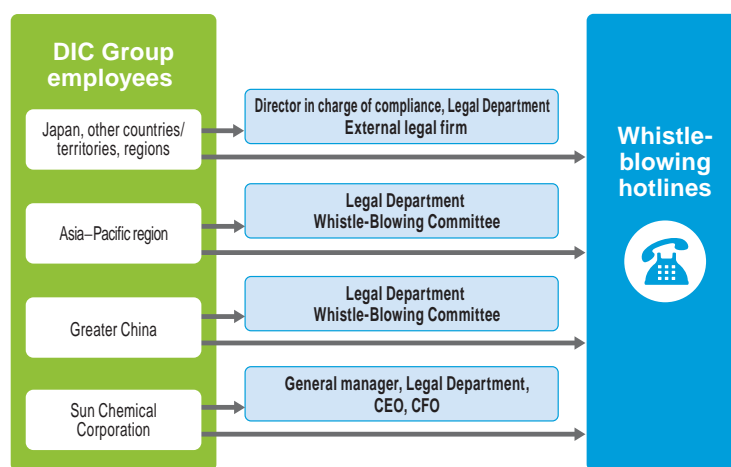 DIC Group
employees
Japan, other countries/
territories, regions
Director in charge of compliance, Legal Department
External legal firm
Asia–Pacific region
Legal Department
Whistle-Blowing Committee
Greater China
Legal Department
Whistle-Blowing Committee
Sun Chemical
Corporation
General manager, Legal Department,
CEO, CFO
Whistle-
blowing
hotlines